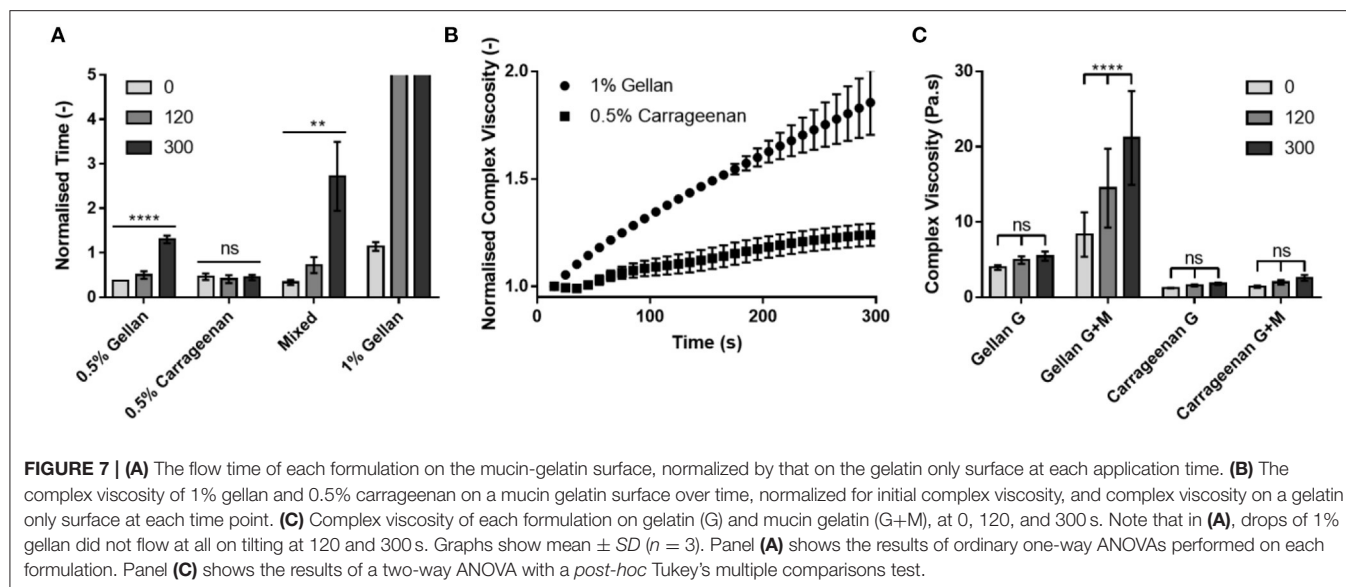 A
Normalised Time (-)
5
4
3
2
1
0
0
120
300
****
ns
**
0.5% Gellan
0.5% Carrageenan
Mixed
1% Gellan
B
Normalised Complex Viscosity (-)
2.0
1.5
1.0
1% Gellan
0.5% Carrageenan
100
200
300
Time (s)
C
Complex Viscosity (Pa.s)
30
20
10
0
ns
****
ns
ns
0
120
300
Gellan G
Gellan G+M
Carrageenan G
Carrageenan G+M
FIGURE 7 | (A) The flow time of each formulation on the mucin-gelatin surface, normalized by that on the gelatin only surface at each application time. (B) The
complex viscosity of 1% gellan and 0.5% carrageenan on a mucin gelatin surface over time, normalized for initial complex viscosity, and complex viscosity on a gelatin
only surface at each time point. (C) Complex viscosity of each formulation on gelatin (G) and mucin gelatin (G+M), at 0, 120, and 300 s. Note that in (A), drops of 1%
gellan did not flow at all on tilting at 120 and 300 s. Graphs show mean ± SD (n = 3). Panel (A) shows the results of ordinary one-way ANOVAs performed on each
formulation. Panel (C) shows the results of a two-way ANOVA with a post-hoc Tukey's multiple comparisons test.